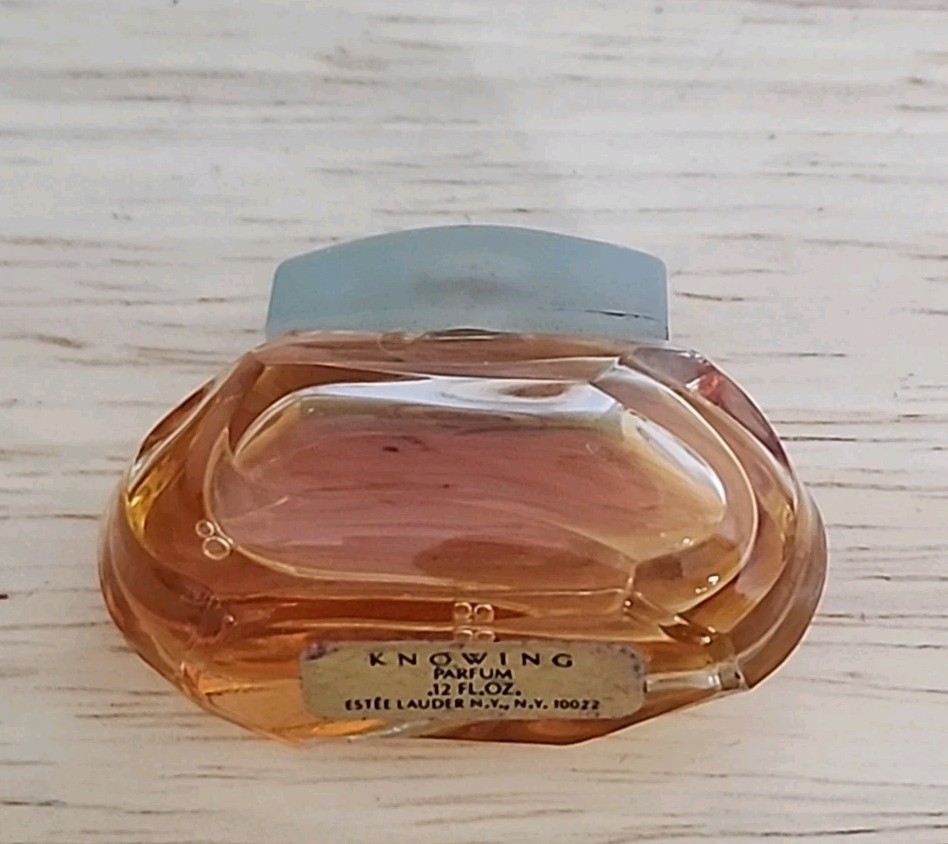 KNOWING
PARFUM
.12 FL.OZ.
ESTÉE LAUDER N.Y., N.Y. 10022